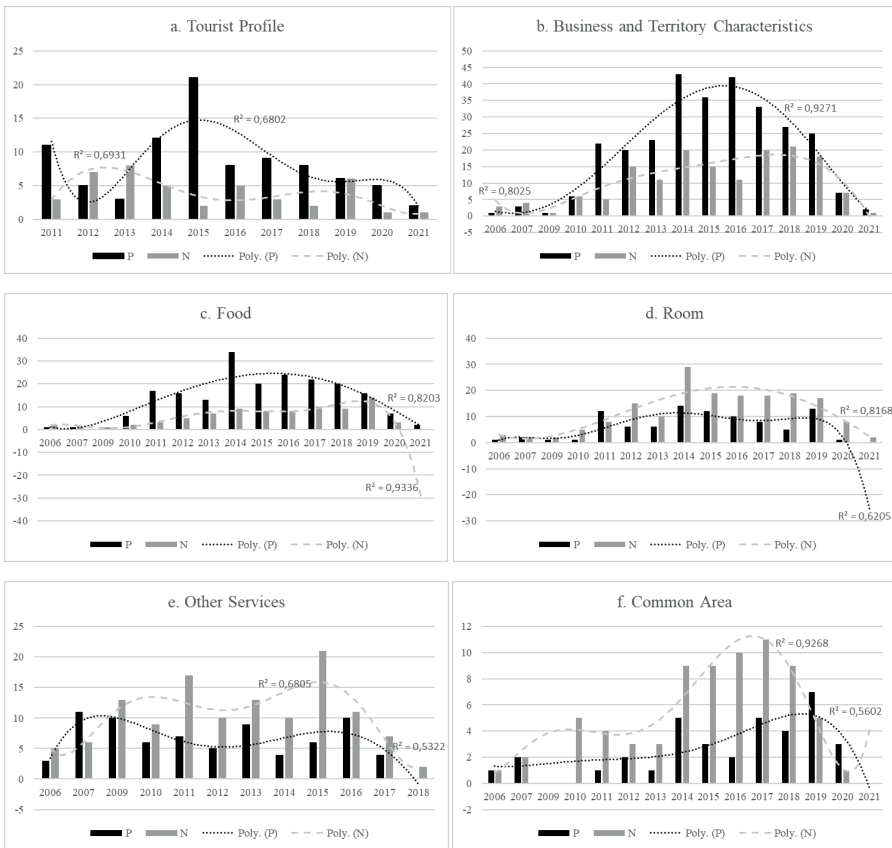 a. Tourist Profile
25
20
15
10
5
0
R² = 0,6931
R² = 0,6802
2011 2012 2013 2014 2015 2016 2017 2018 2019 2020 2021
P N Poly. (P) Poly. (N)
b. Business and Territory Characteristics
50
45
40
35
30
25
20
15
10
5
0
-5
R² = 0,9271
R² = 0,8025
2006 2007 2009 2010 2011 2012 2013 2014 2015 2016 2017 2018 2019 2020 2021
P N Poly. (P) Poly. (N)
c. Food
40
30
20
10
0
-10
-20
-30
-40
R² = 0,8203
R² = 0,9336
2006 2007 2009 2010 2011 2012 2013 2014 2015 2016 2017 2018 2019 2020 2021
P N Poly. (P) Poly. (N)
d. Room
40
30
20
10
0
-10
-20
-30
R² = 0,8168
R² = 0,6205
2006 2007 2009 2010 2011 2012 2013 2014 2015 2016 2017 2018 2019 2020 2021
P N Poly. (P) Poly. (N)
e. Other Services
25
20
15
10
5
0
-5
R² = 0,6805
R² = 0,5322
2006 2007 2009 2010 2011 2012 2013 2014 2015 2016 2017 2018
P N Poly. (P) Poly. (N)
f. Common Area
12
10
8
6
4
2
0
-2
R² = 0,9268
R² = 0,5602
2006 2007 2009 2010 2011 2012 2013 2014 2015 2016 2017 2018 2019 2020 2021
P N Poly. (P) Poly. (N)